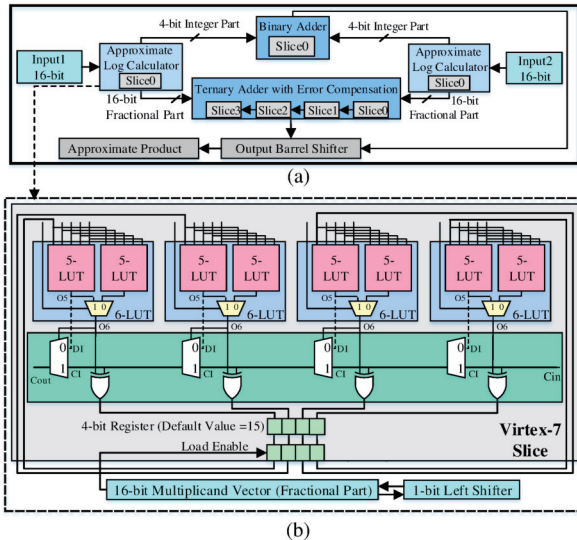 4-bit Integer Part
Binary Adder
Slice0
4-bit Integer Part
Input1
16-bit
Approximate
Log Calculator
Slice0
Approximate
Log Calculator
Slice0
Input2
16-bit
16-bit
Fractional Part
Ternary Adder with Error Compensation
Slice3
Slice2
Slice1
Slice0
16-bit
Fractional Part
Approximate Product
Output Barrel Shifter
(a)
5-LUT
5-LUT
5-LUT
5-LUT
5-LUT
5-LUT
5-LUT
5-LUT
O5
1 0
6-LUT
O5
1 0
6-LUT
O5
1 0
6-LUT
O5
1 0
6-LUT
O6
O6
O6
O6
0
DI
1
CI
0
DI
1
CI
0
DI
1
CI
0
DI
1
CI
Cout
Cin
4-bit Register (Default Value =15)
Load Enable
Virtex-7
Slice
16-bit Multiplicand Vector (Fractional Part)
1-bit Left Shifter
(b)